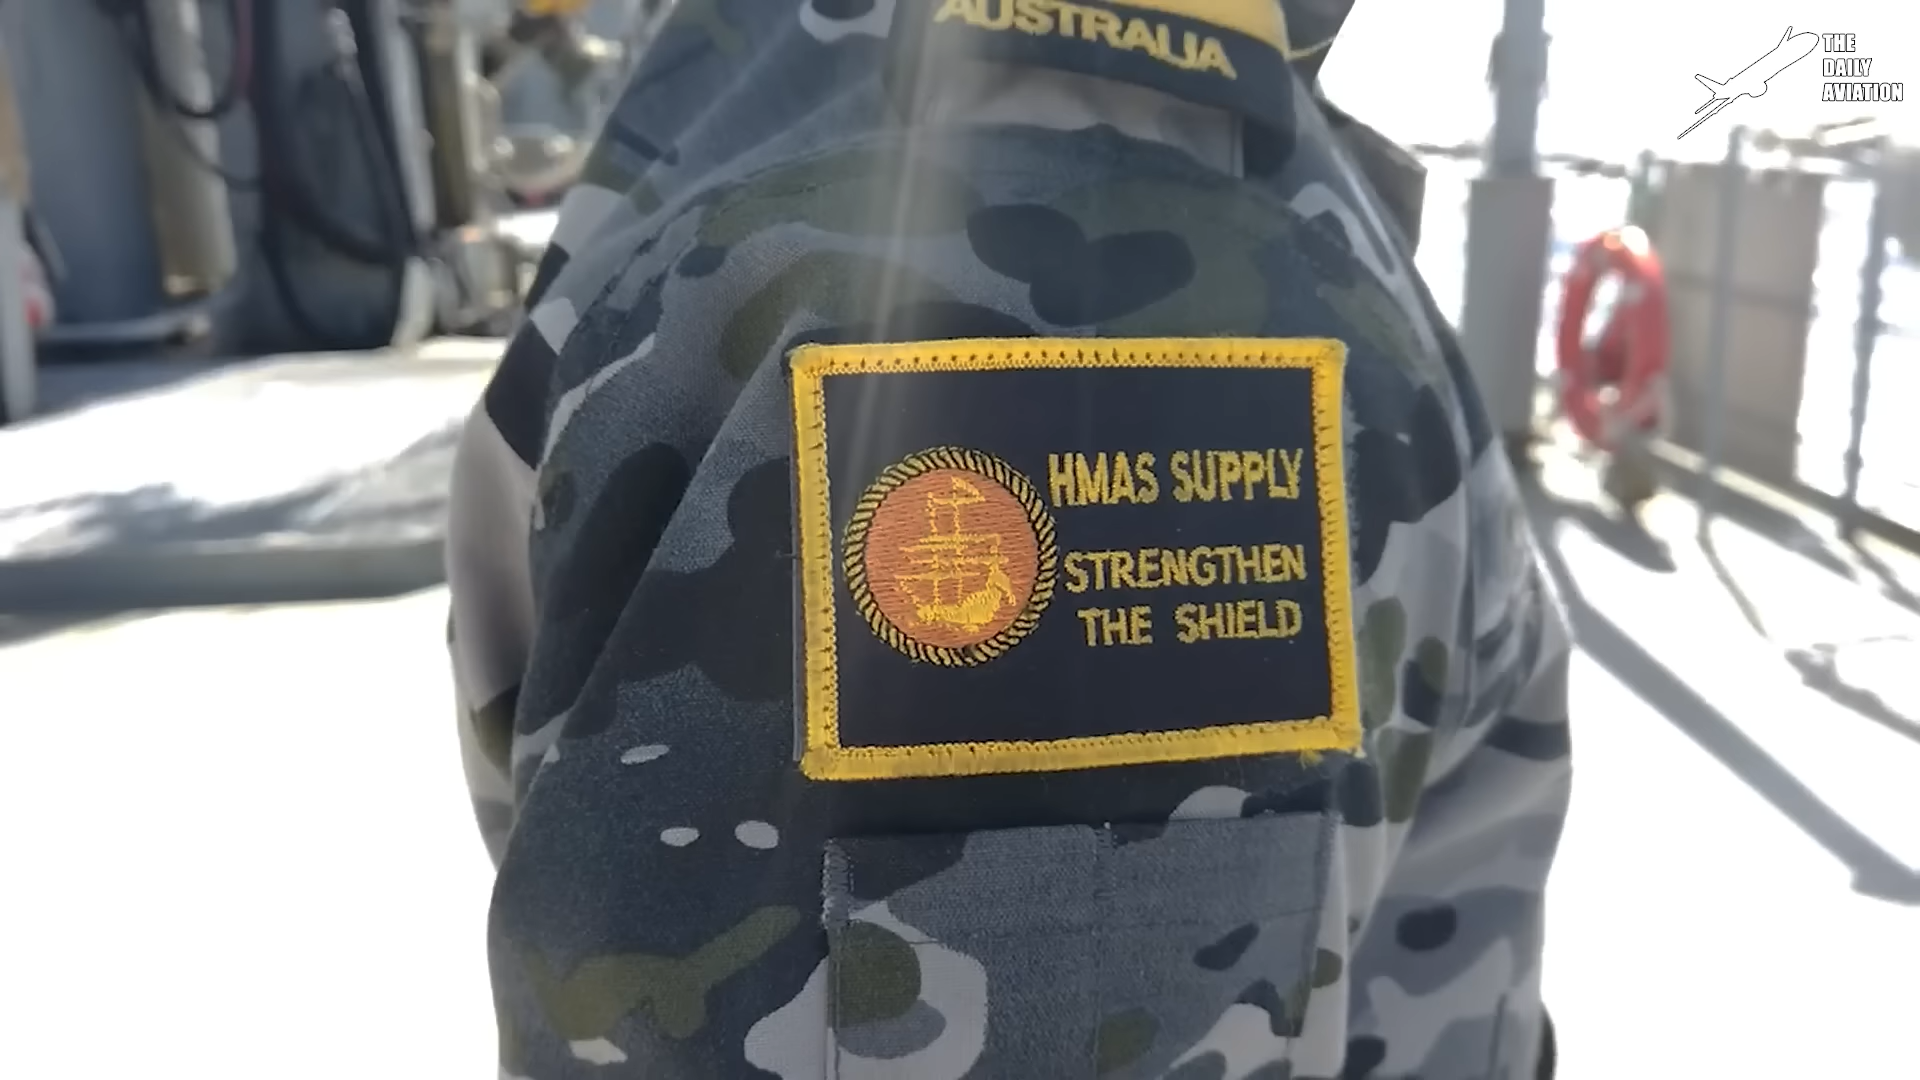 AUSTRALIA
THE
DAILY
AVIATION
HMAS SUPPLY
STRENGTHEN
THE SHIELD